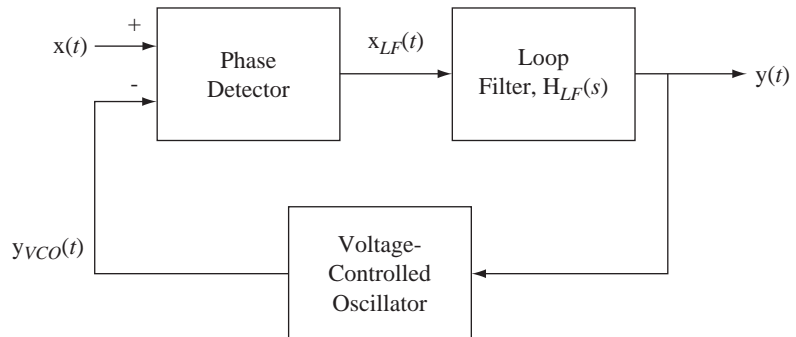 +
x(t)
Phase
Detector
-
x_LF(t)
Loop
Filter, H_LF(s)
y(t)
y_VCO(t)
Voltage-
Controlled
Oscillator